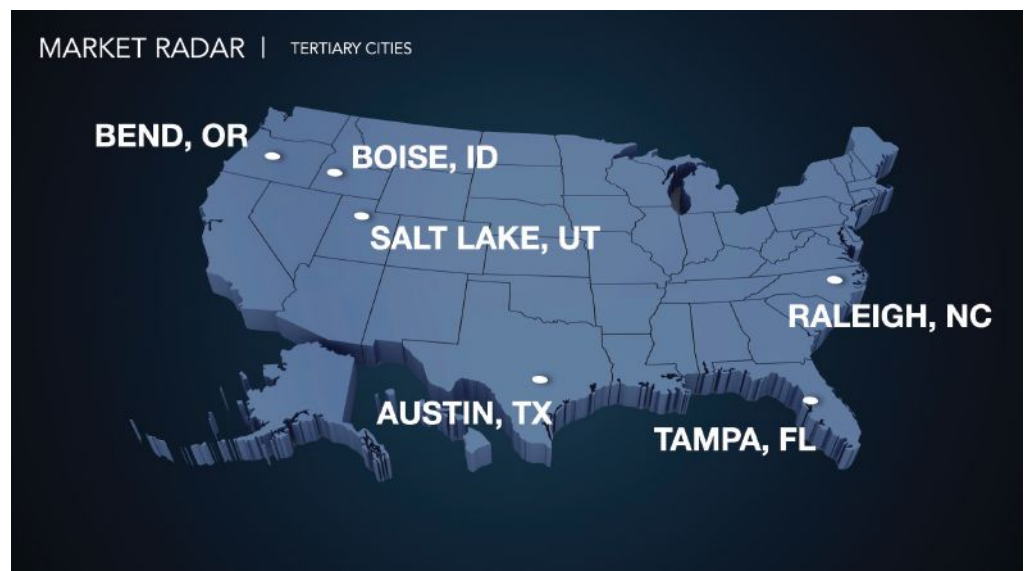 MARKET RADAR | TERTIARY CITIES
BEND, OR
BOISE, ID
SALT LAKE, UT
RALEIGH, NC
AUSTIN, TX
TAMPA, FL